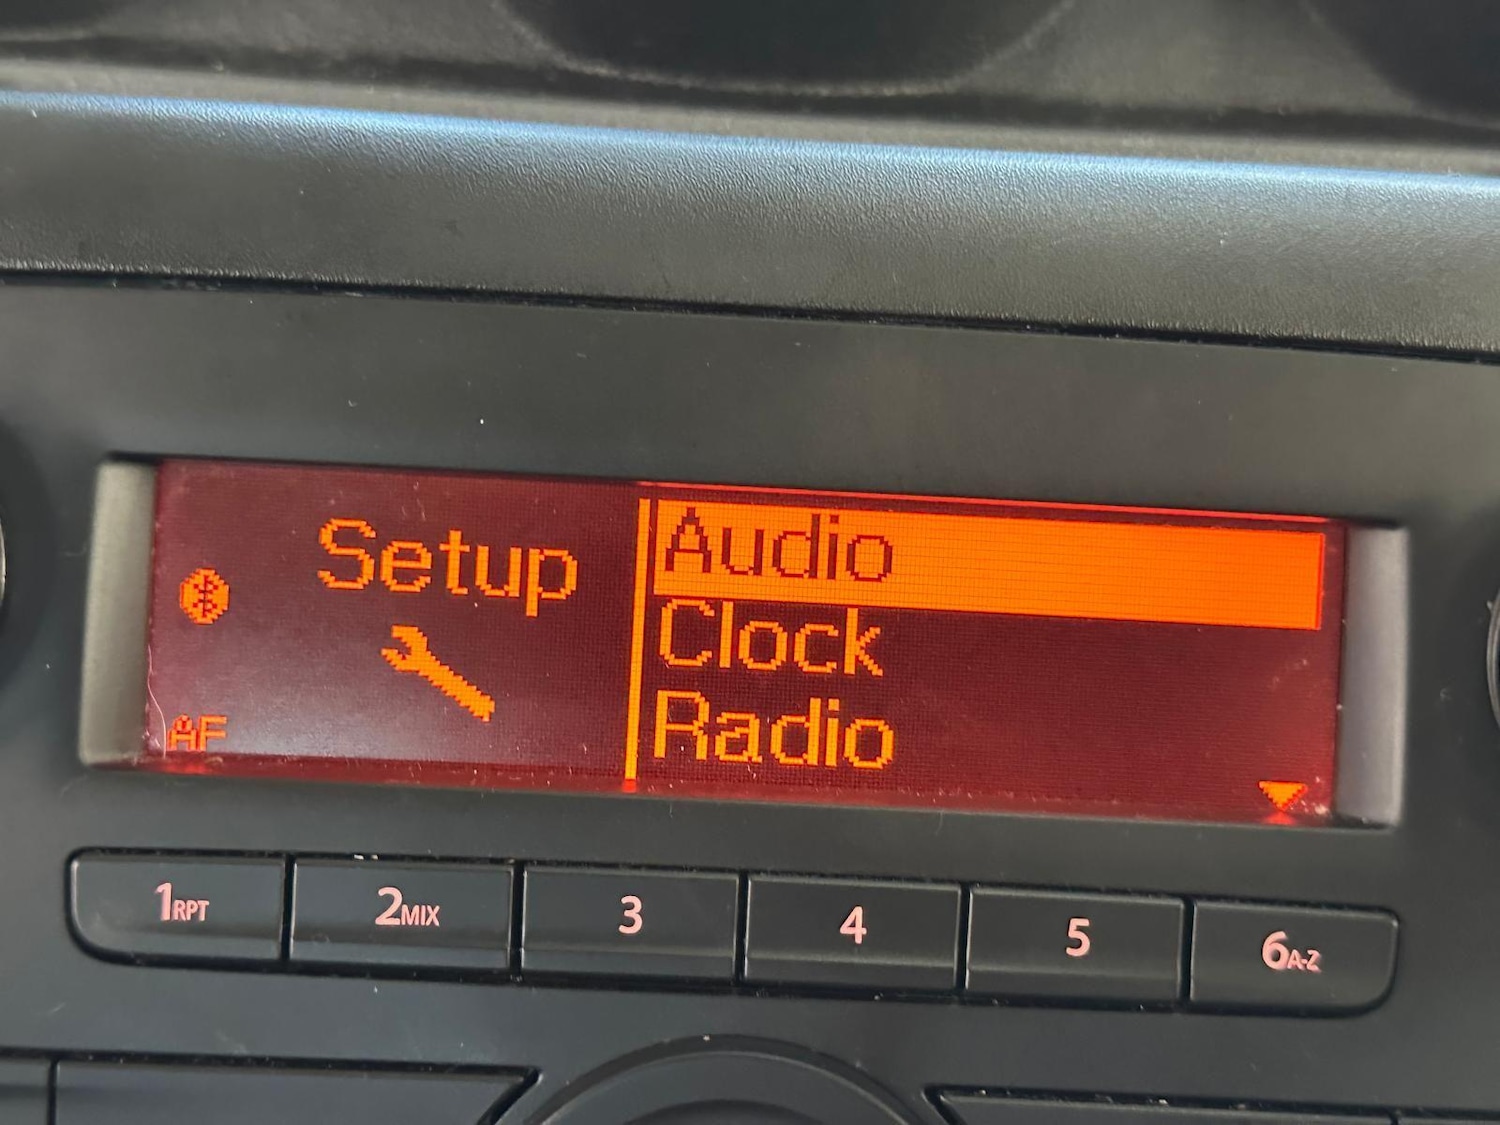 Setup
AF
Audio
Clock
Radio
1RPT
2MIX
3
4
5
6A-Z